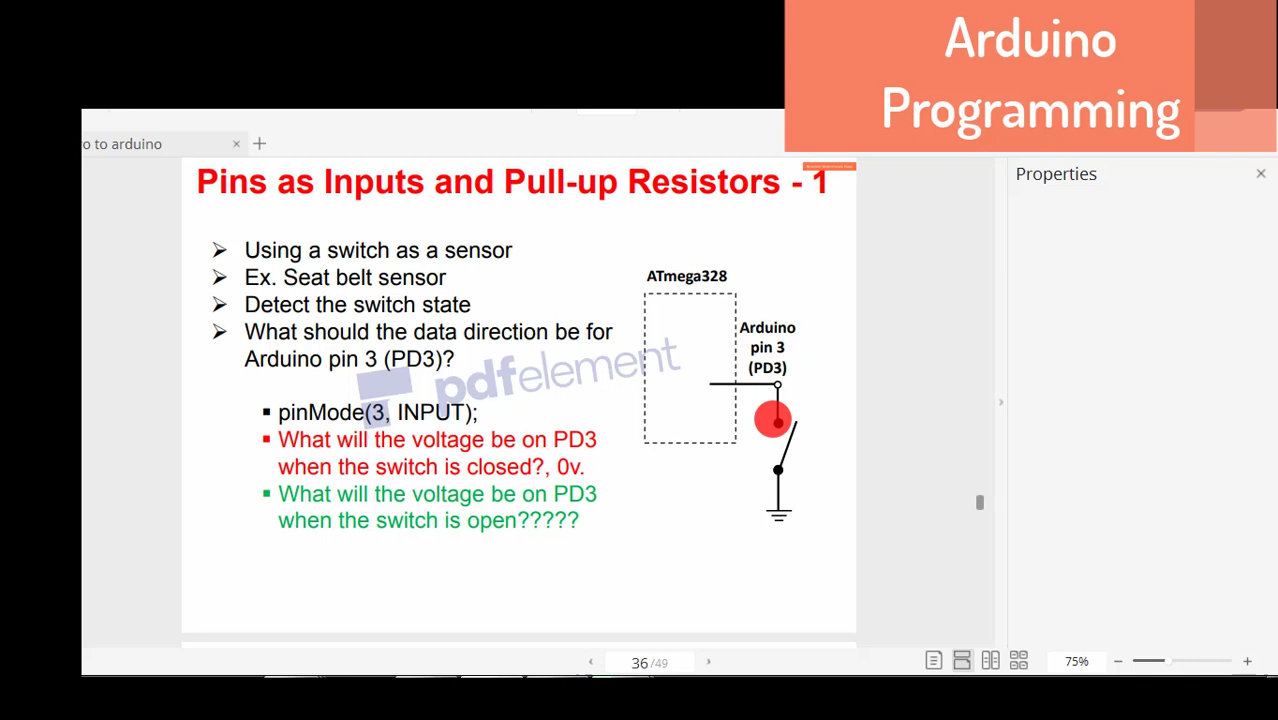 Arduino
Programming
ro to arduino
Properties
Pins as Inputs and Pull-up Resistors - 1
➢ Using a switch as a sensor
➢ Ex. Seat belt sensor
➢ Detect the switch state
➢ What should the data direction be for
Arduino pin 3 (PD3)?
▪ pinMode(3, INPUT);
▪ What will the voltage be on PD3
when the switch is closed?, 0v.
▪ What will the voltage be on PD3
when the switch is open?????
ATmega328
Arduino
pin 3
(PD3)
pdfelement
36 /49
75%